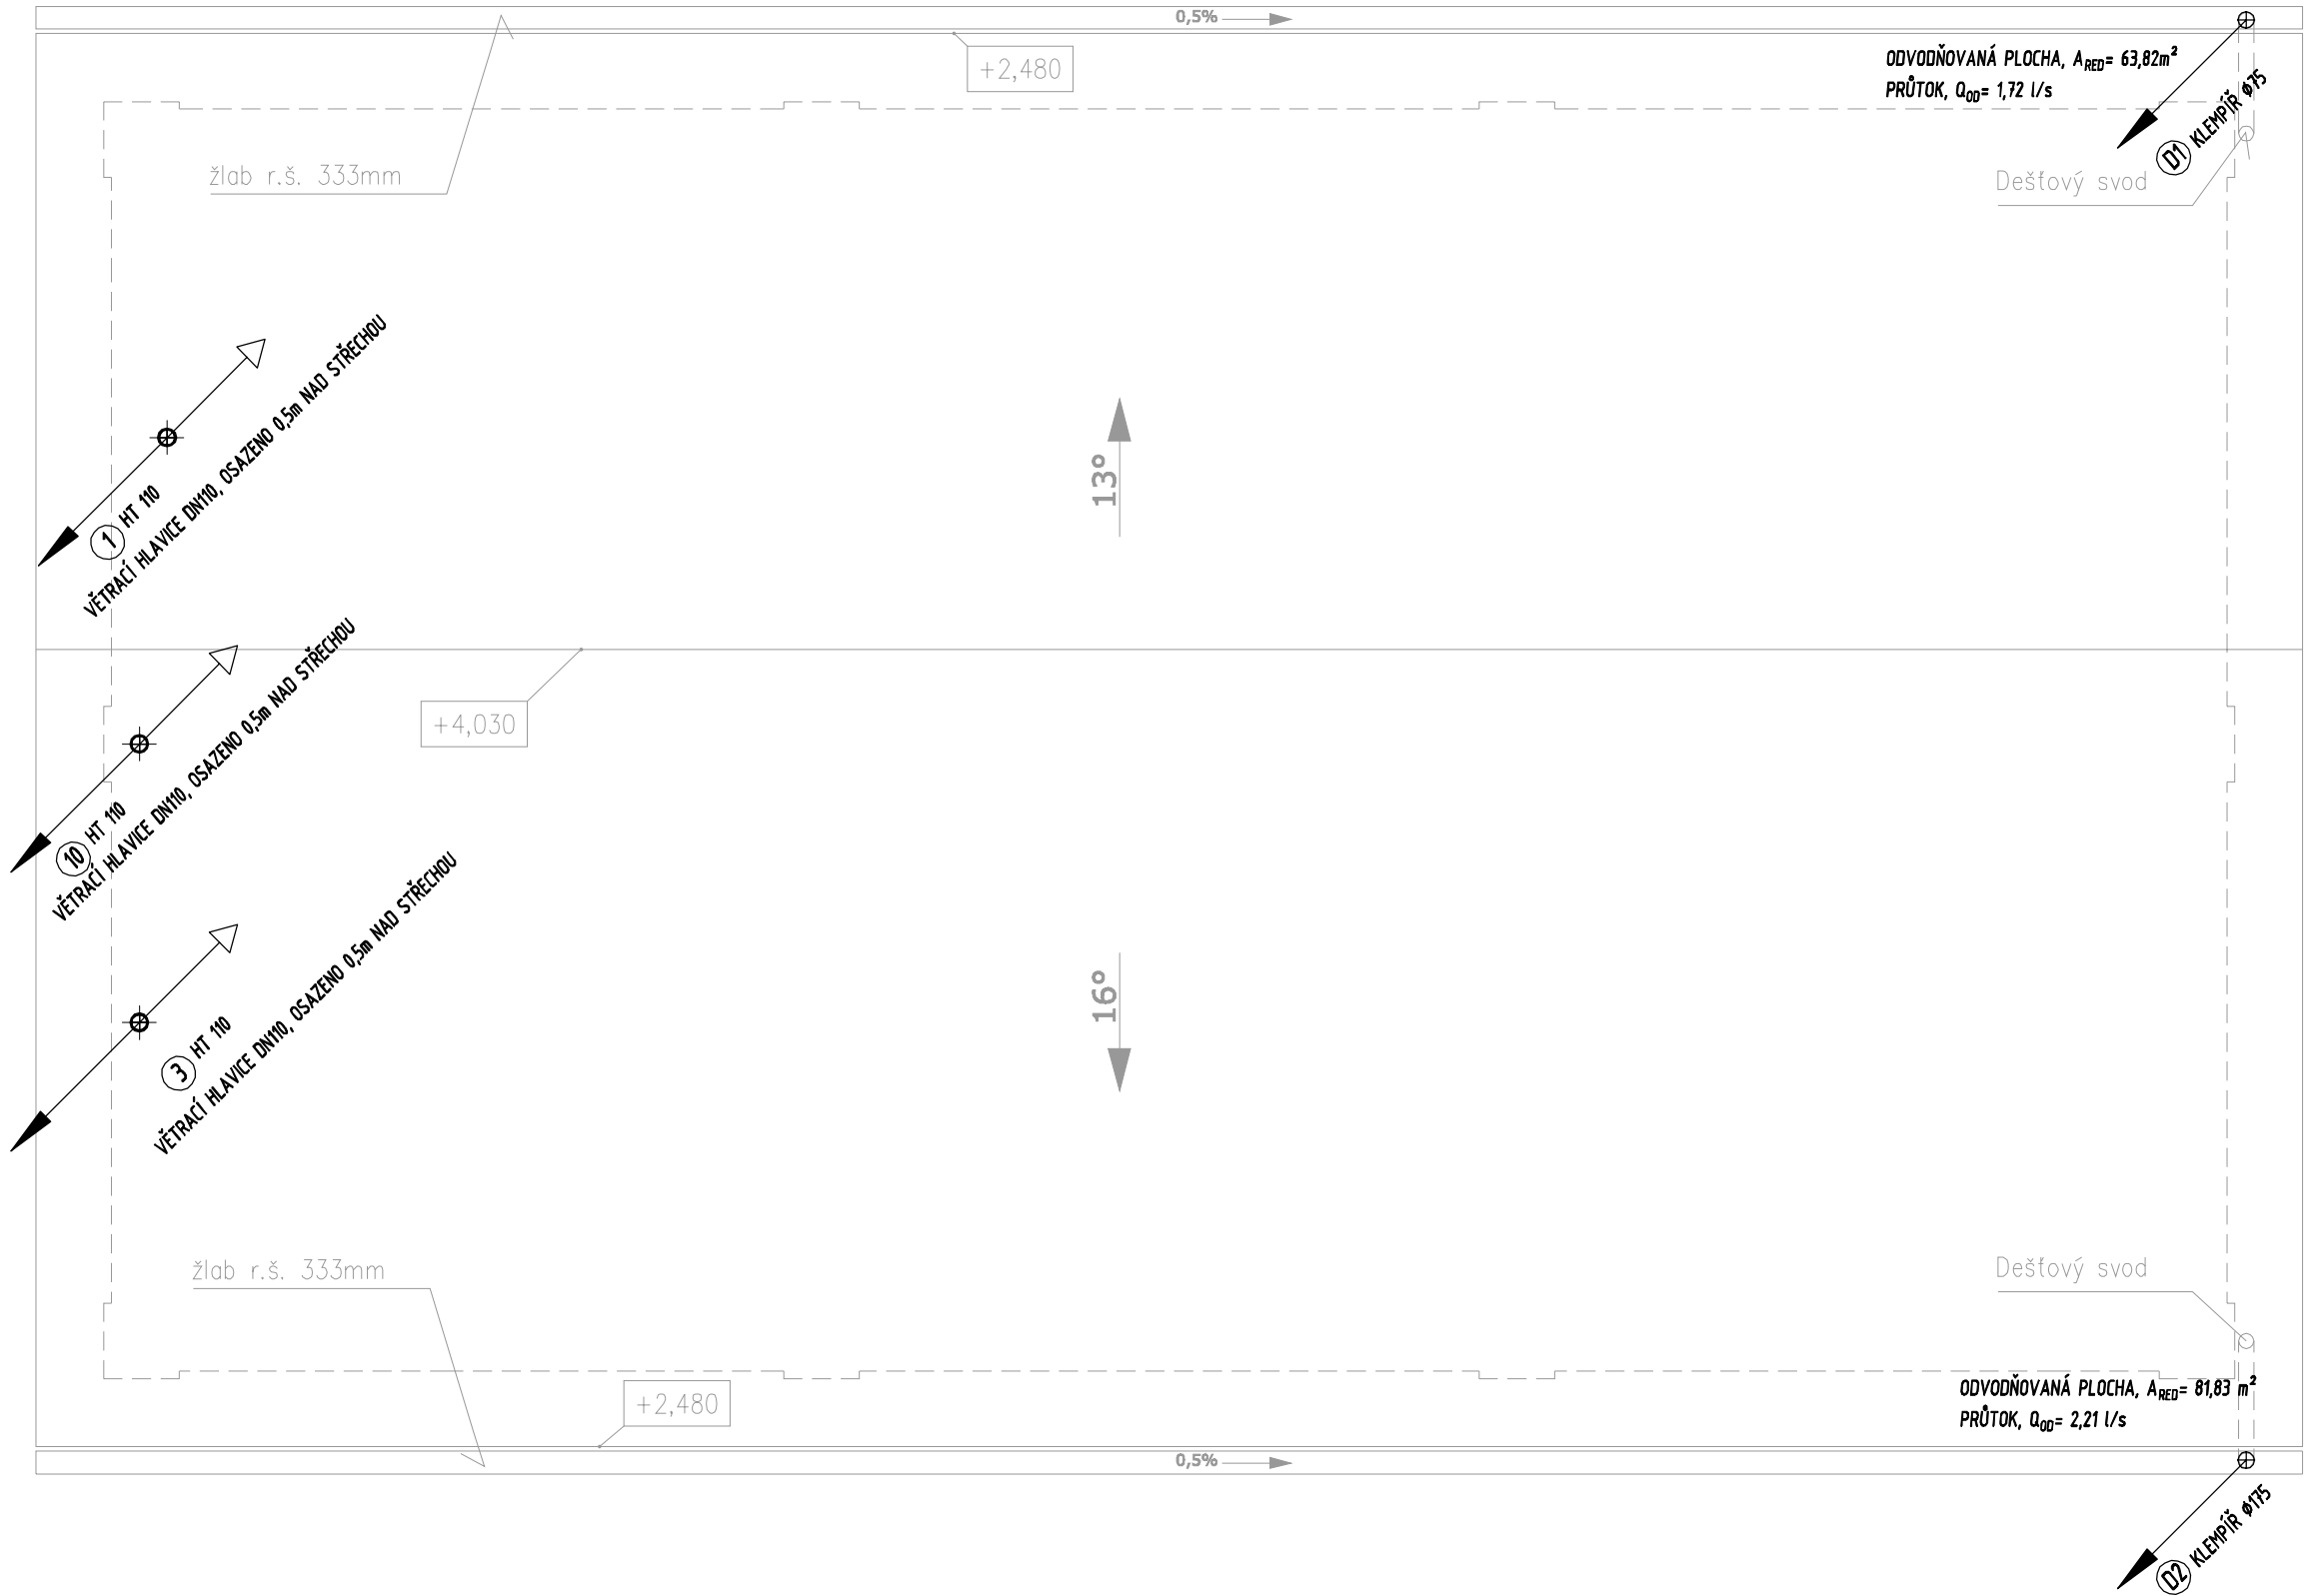 0,5%
+2,480
ODVODŇOVANÁ PLOCHA, ARED= 63,82m²
PRŮTOK, QOD= 1,72 l/s
D1 KLEMPÍŘ ø75
žlab r.š. 333mm
Dešťový svod
1 HT 110
VĚTRACÍ HLAVICE DN110, OSAZENO 0,5m NAD STŘECHOU
13°
+4,030
10 HT 110
VĚTRACÍ HLAVICE DN110, OSAZENO 0,5m NAD STŘECHOU
16°
3 HT 110
VĚTRACÍ HLAVICE DN110, OSAZENO 0,5m NAD STŘECHOU
žlab r.š. 333mm
Dešťový svod
+2,480
ODVODŇOVANÁ PLOCHA, ARED= 81,83 m²
PRŮTOK, QOD= 2,21 l/s
0,5%
D2 KLEMPÍŘ ø175